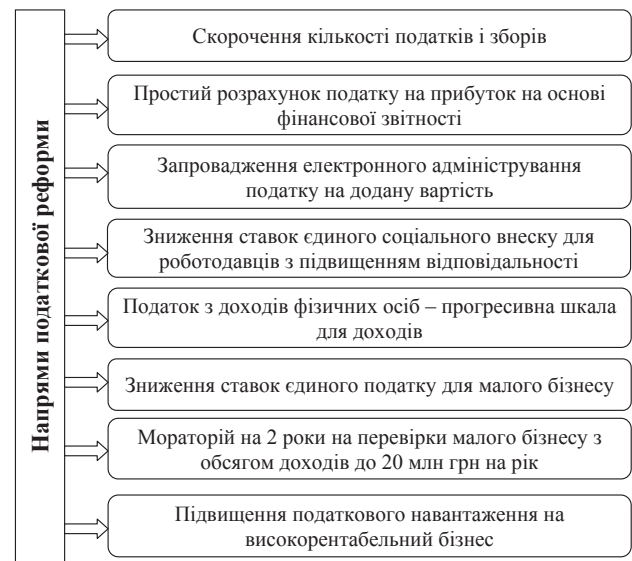 Напрями податкової реформи
Скорочення кількості податків і зборів
Простий розрахунок податку на прибуток на основі
фінансової звітності
Запровадження електронного адміністрування
податку на додану вартість
Зниження ставок єдиного соціального внеску для
роботодавців з підвищенням відповідальності
Податок з доходів фізичних осіб – прогресивна шкала
для доходів
Зниження ставок єдиного податку для малого бізнесу
Мораторій на 2 роки на перевірки малого бізнесу з
обсягом доходів до 20 млн грн на рік
Підвищення податкового навантаження на
високорентабельний бізнес